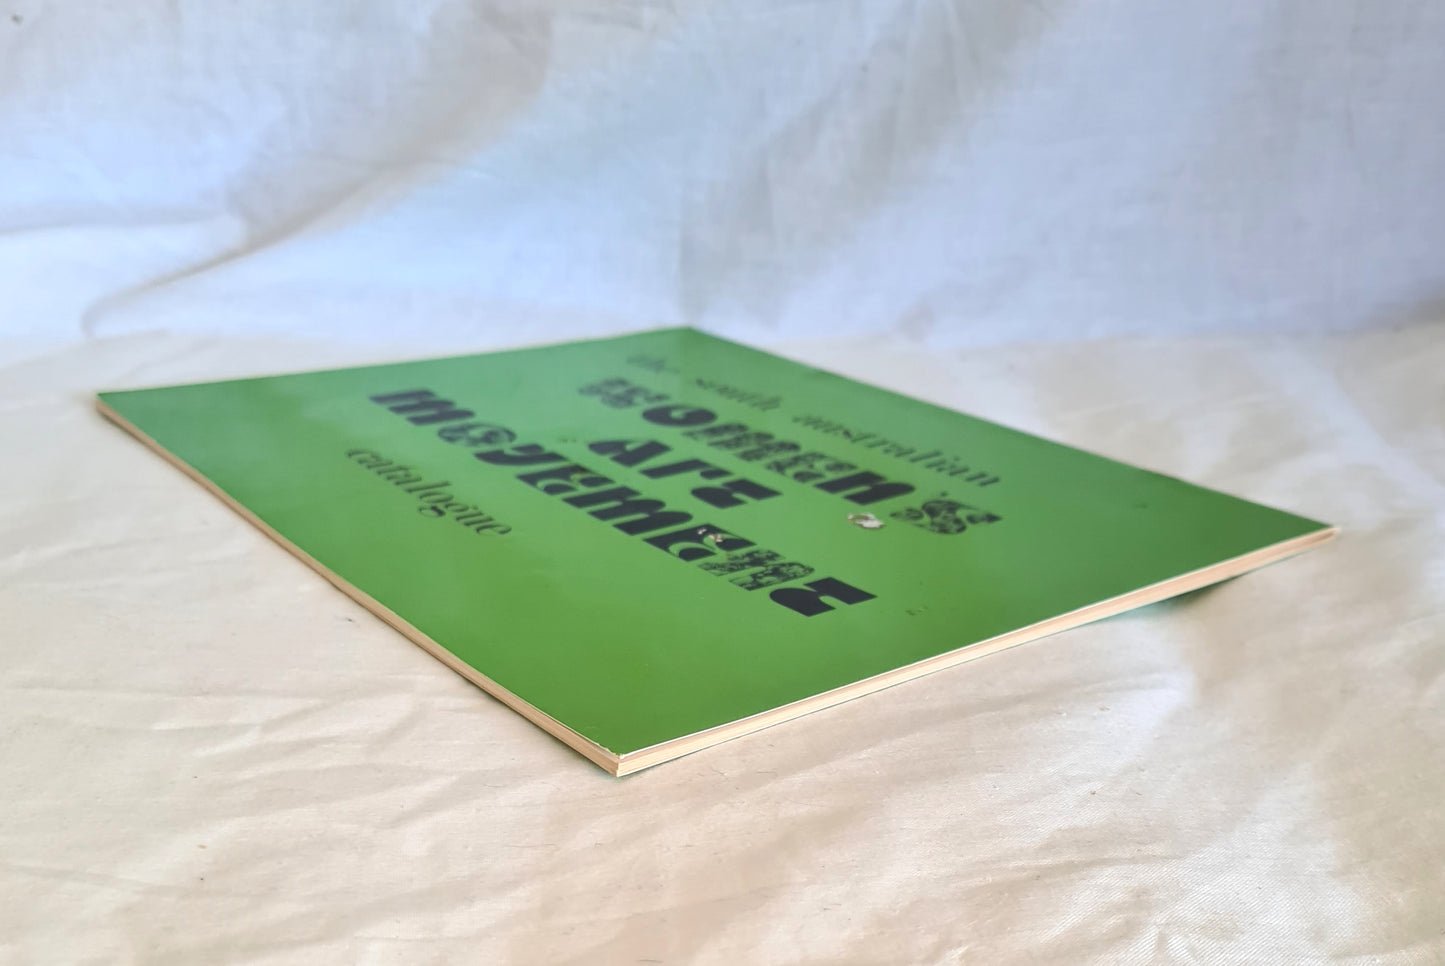 the south australian
WOMEN'S
ART
MOVEMENT
catalogue